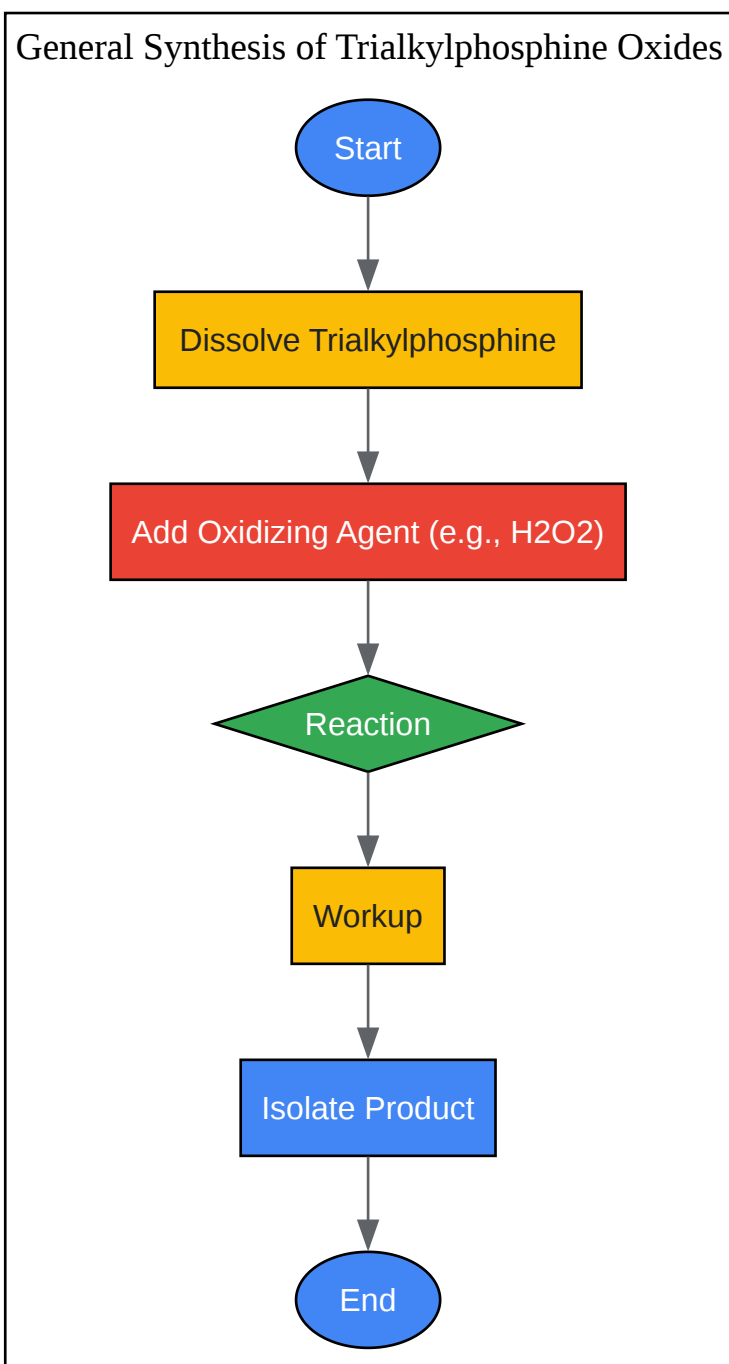 General Synthesis of Trialkylphosphine Oxides
Start
Dissolve Trialkylphosphine
Add Oxidizing Agent (e.g., H2O2)
Reaction
Workup
Isolate Product
End